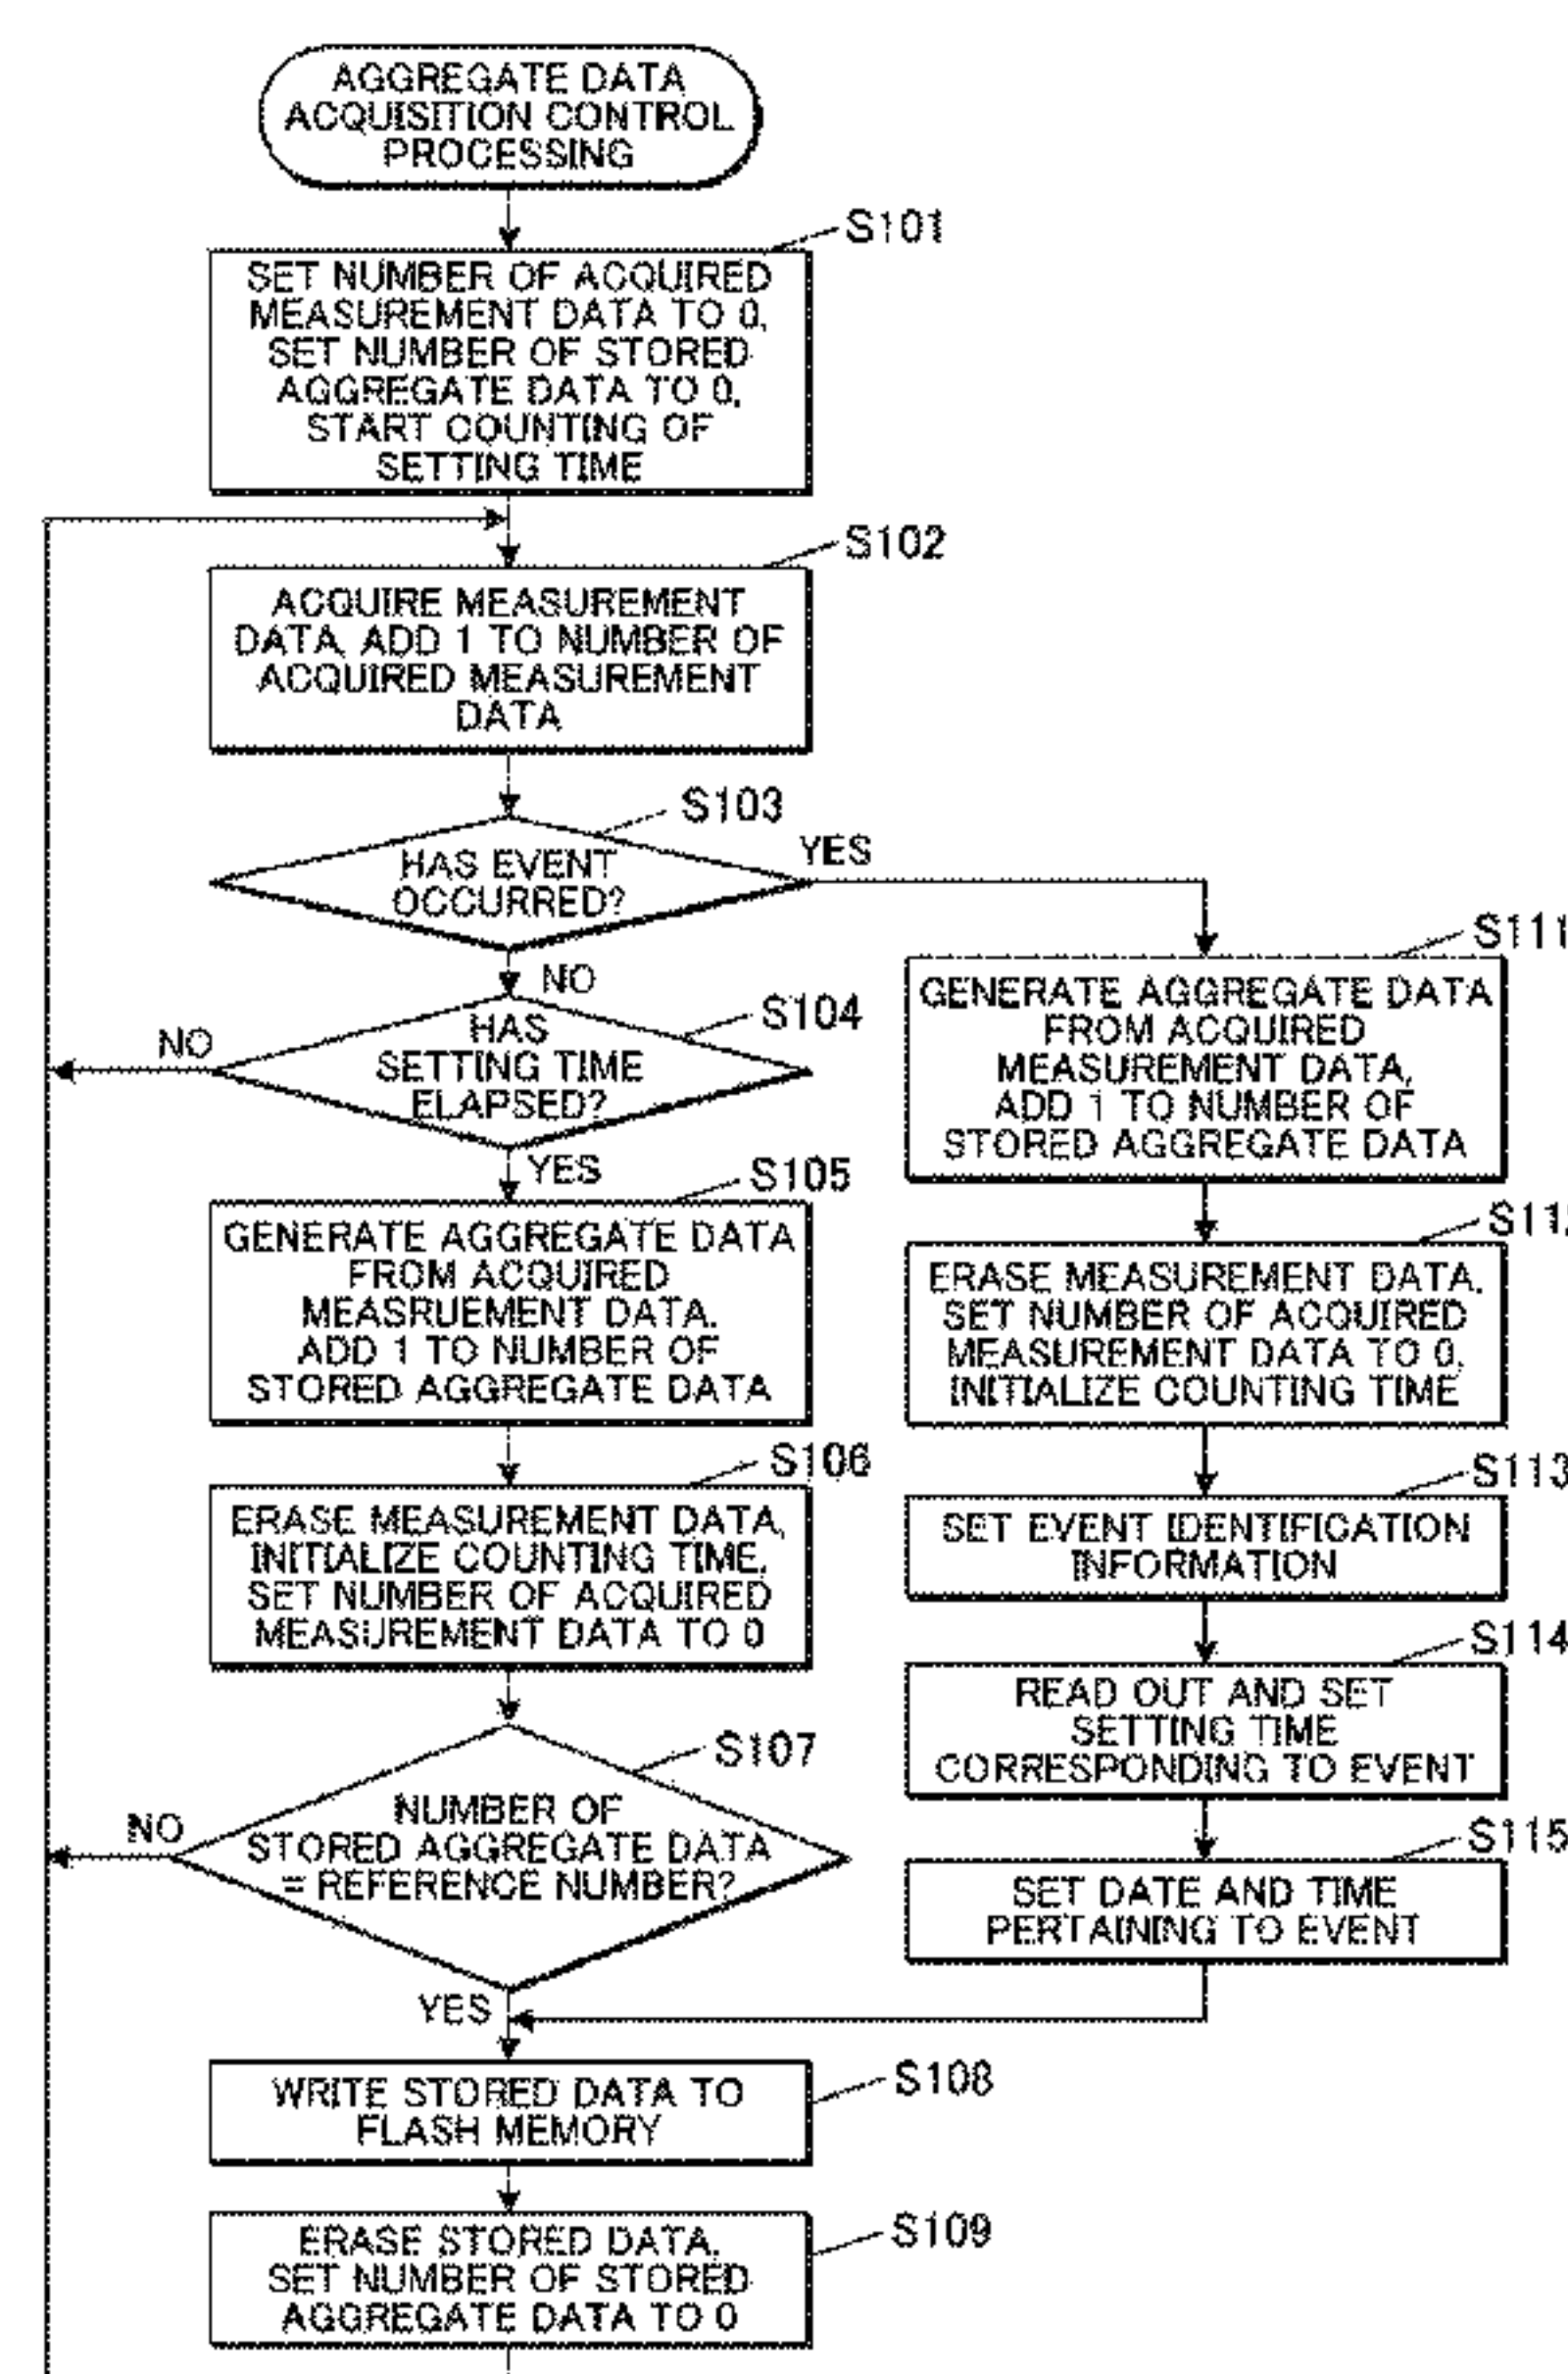 AGGREGATE DATA
ACQUISITION CONTROL
PROCESSING
S101
SET NUMBER OF ACQUIRED
MEASUREMENT DATA TO 0,
SET NUMBER OF STORED
AGGREGATE DATA TO 0,
START COUNTING OF
SETTING TIME
S102
ACQUIRE MEASUREMENT
DATA, ADD 1 TO NUMBER OF
ACQUIRED MEASUREMENT
DATA
S103
HAS EVENT
OCCURRED?
YES
NO
S104
HAS
SETTING TIME
ELAPSED?
NO
YES
S105
GENERATE AGGREGATE DATA
FROM ACQUIRED
MEASRUEMENT DATA.
ADD 1 TO NUMBER OF
STORED AGGREGATE DATA
S106
ERASE MEASUREMENT DATA,
INITIALIZE COUNTING TIME,
SET NUMBER OF ACQUIRED
MEASUREMENT DATA TO 0
S107
NUMBER OF
STORED AGGREGATE DATA
= REFERENCE NUMBER?
NO
YES
S111
GENERATE AGGREGATE DATA
FROM ACQUIRED
MEASUREMENT DATA,
ADD 1 TO NUMBER OF
STORED AGGREGATE DATA
ERASE MEASUREMENT DATA,
SET NUMBER OF ACQUIRED
MEASUREMENT DATA TO 0,
INITIALIZE COUNTING TIME
S113
SET EVENT IDENTIFICATION
INFORMATION
S114
READ OUT AND SET
SETTING TIME
CORRESPONDING TO EVENT
S115
SET DATE AND TIME
PERTAINING TO EVENT
S108
WRITE STORED DATA TO
FLASH MEMORY
S109
ERASE STORED DATA,
SET NUMBER OF STORED
AGGREGATE DATA TO 0